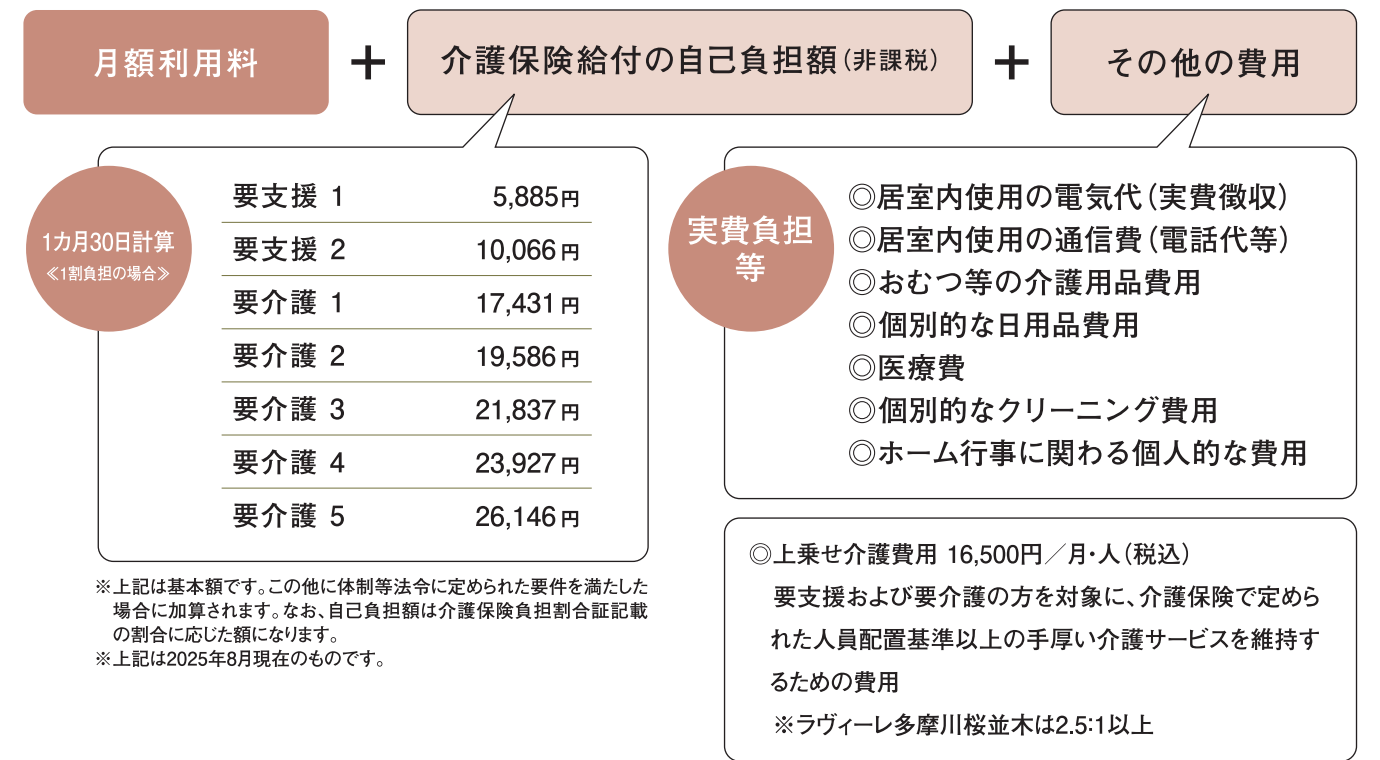 月額利用料 + 介護保険給付の自己負担額(非課税) + その他の費用
1カ月30日計算
≪1割負担の場合≫
要支援 1 5,885円
要支援 2 10,066円
要介護 1 17,431円
要介護 2 19,586円
要介護 3 21,837円
要介護 4 23,927円
要介護 5 26,146円
※上記は基本額です。この他に体制等法令に定められた要件を満たした
場合に加算されます。なお、自己負担額は介護保険負担割合証記載
の割合に応じた額になります。
※上記は2025年8月現在のものです。
実費負担
等
◎居室内使用の電気代(実費徴収)
◎居室内使用の通信費(電話代等)
◎おむつ等の介護用品費用
◎個別的な日用品費用
◎医療費
◎個別的なクリーニング費用
◎ホーム行事に関わる個人的な費用
◎上乗せ介護費用 16,500円/月・人(税込)
要支援および要介護の方を対象に、介護保険で定めら
れた人員配置基準以上の手厚い介護サービスを維持す
るための費用
※ラヴィーレ多摩川桜並木は2.5:1以上